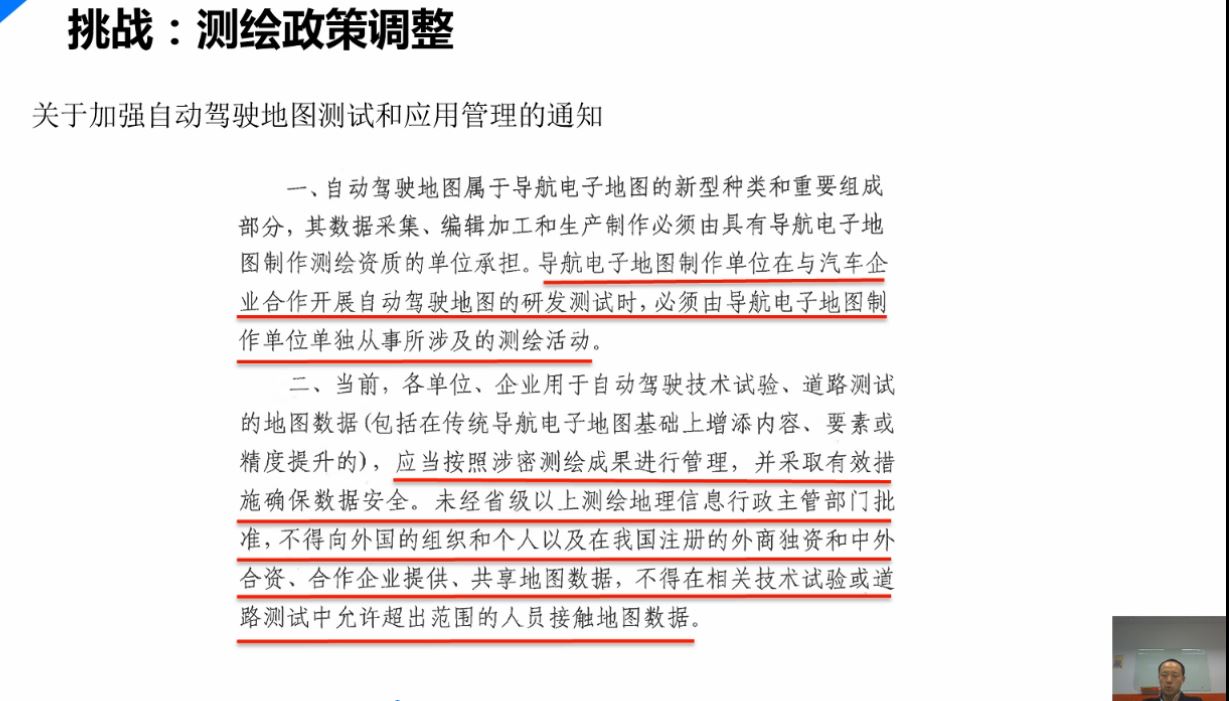 挑战：测绘政策调整
关于加强自动驾驶地图测试和应用管理的通知
一、自动驾驶地图属于导航电子地图的新型种类和重要组成
部分，其数据采集、编辑加工和生产制作必须由具有导航电子地
图制作测绘资质的单位承担。导航电子地图制作单位在与汽车企
业合作开展自动驾驶地图的研发测试时，必须由导航电子地图制
作单位单独从事所涉及的测绘活动。
二、当前，各单位、企业用于自动驾驶技术试验、道路测试
的地图数据(包括在传统导航电子地图基础上增添内容、要素或
精度提升的)，应当按照涉密测绘成果进行管理，并采取有效措
施确保数据安全。未经省级以上测绘地理信息行政主管部门批
准，不得向外国的组织和个人以及在我国注册的外商独资和中外
合资、合作企业提供、共享地图数据，不得在相关技术试验或道
路测试中允许超出范围的人员接触地图数据。